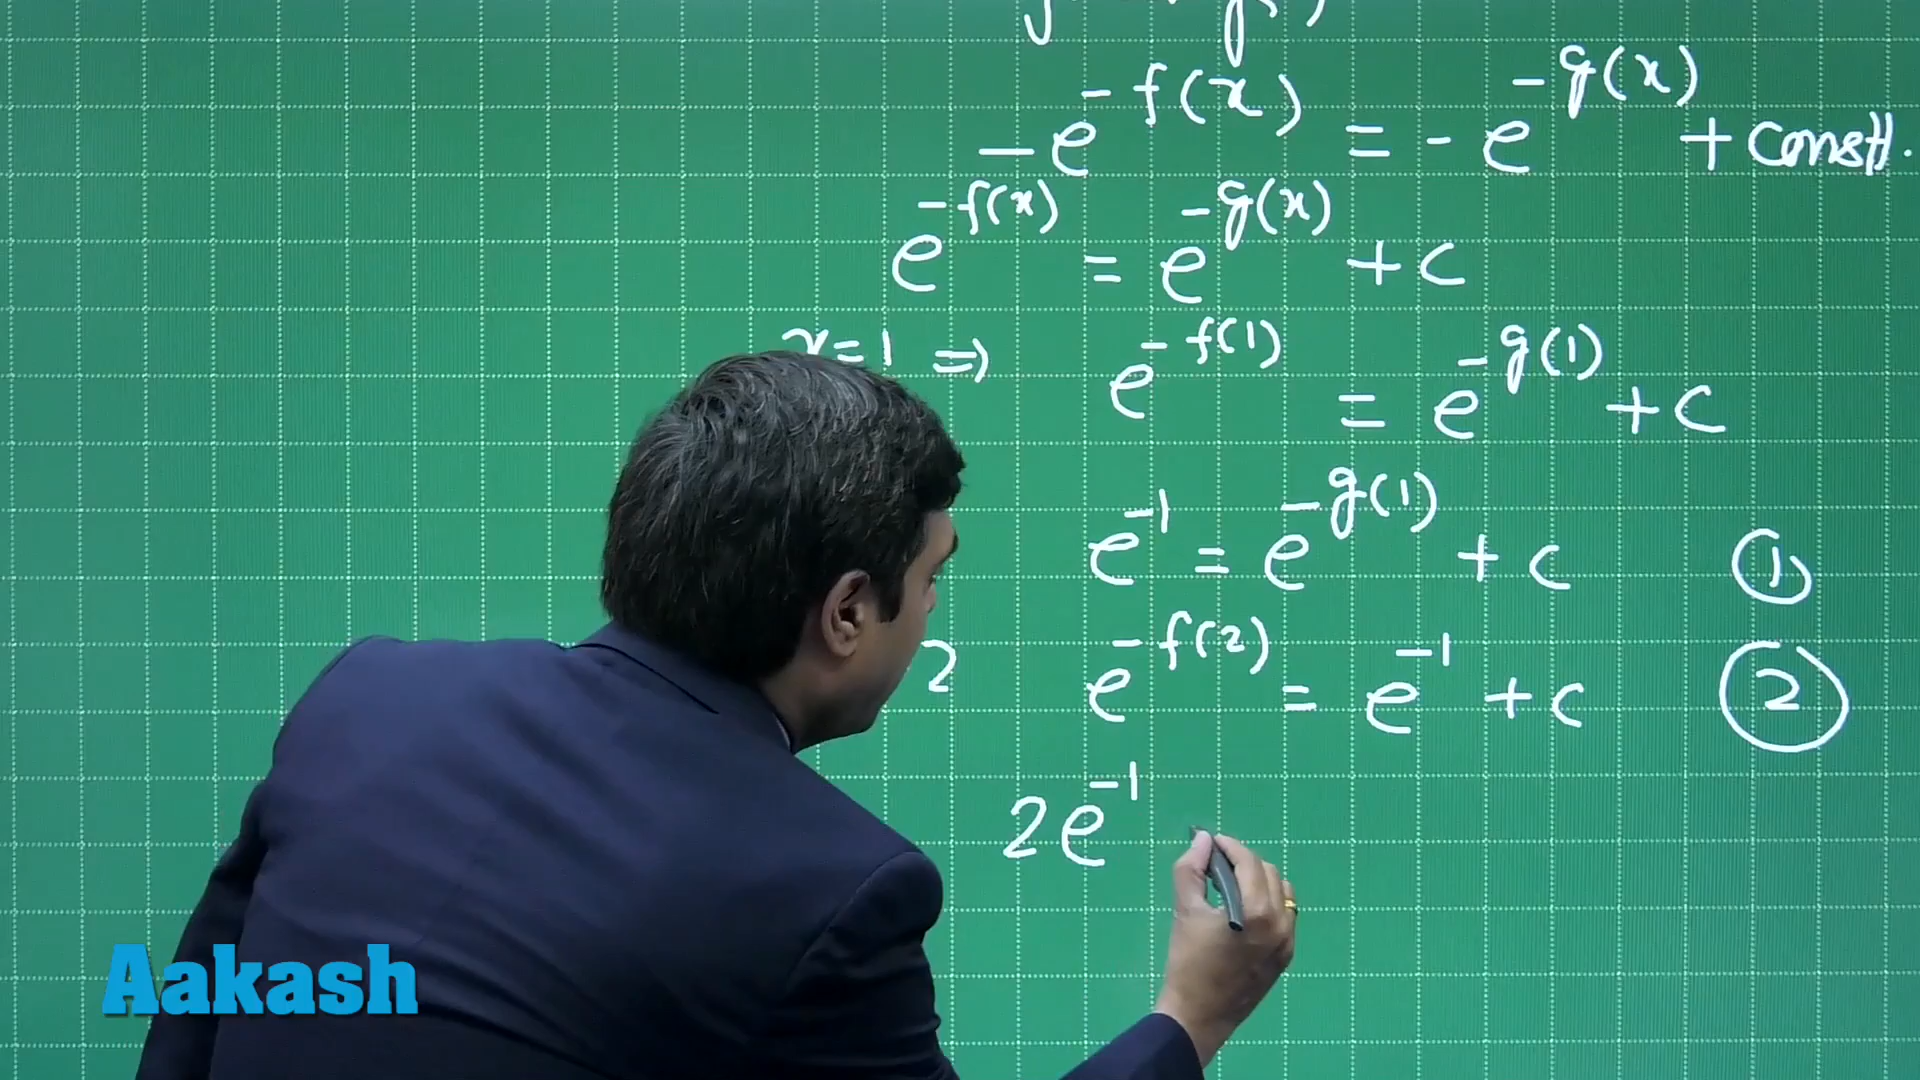 -e^{-f(x)} = -e^{-g(x)} + constt.
e^{-f(x)} = e^{-g(x)} + c
x=1 ⇒ e^{-f(1)} = e^{-g(1)} + c
e^{-1} = e^{-g(1)} + c ①
2 e^{-f(2)} = e^{-1} + c ②
2e^{-1}
Aakash